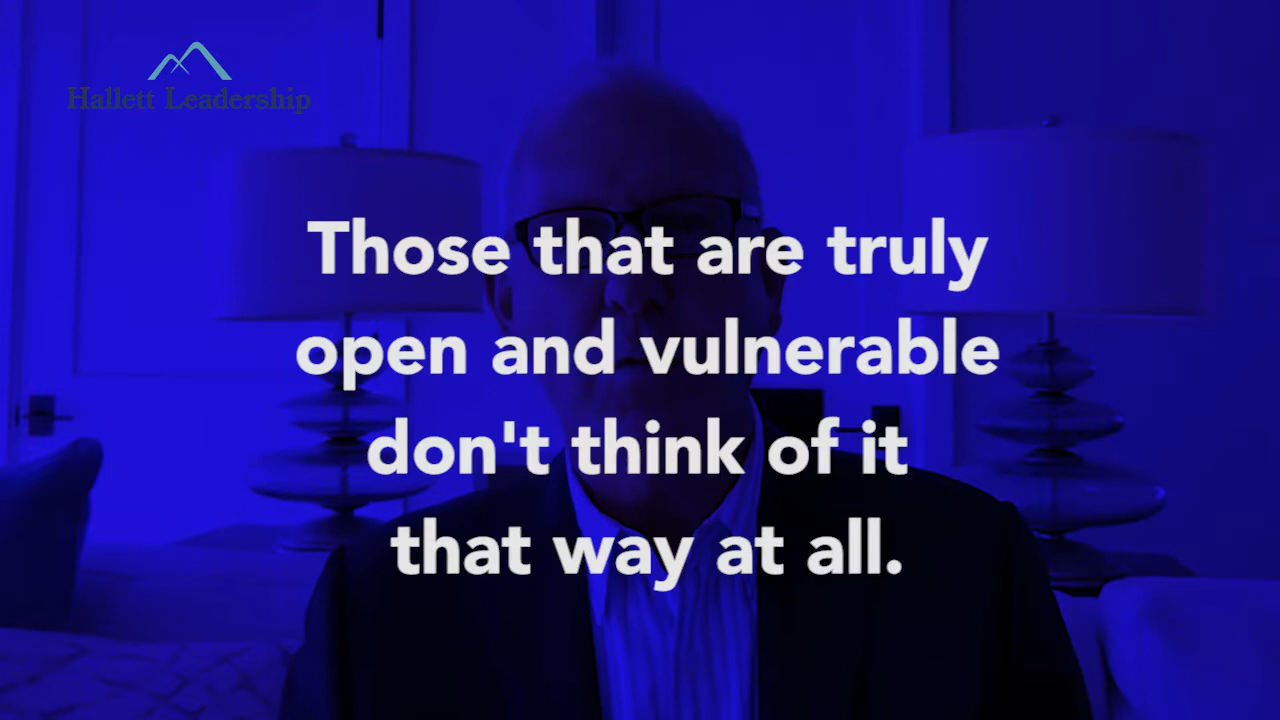 Hallett Leadership
Those that are truly
open and vulnerable
don't think of it
that way at all.